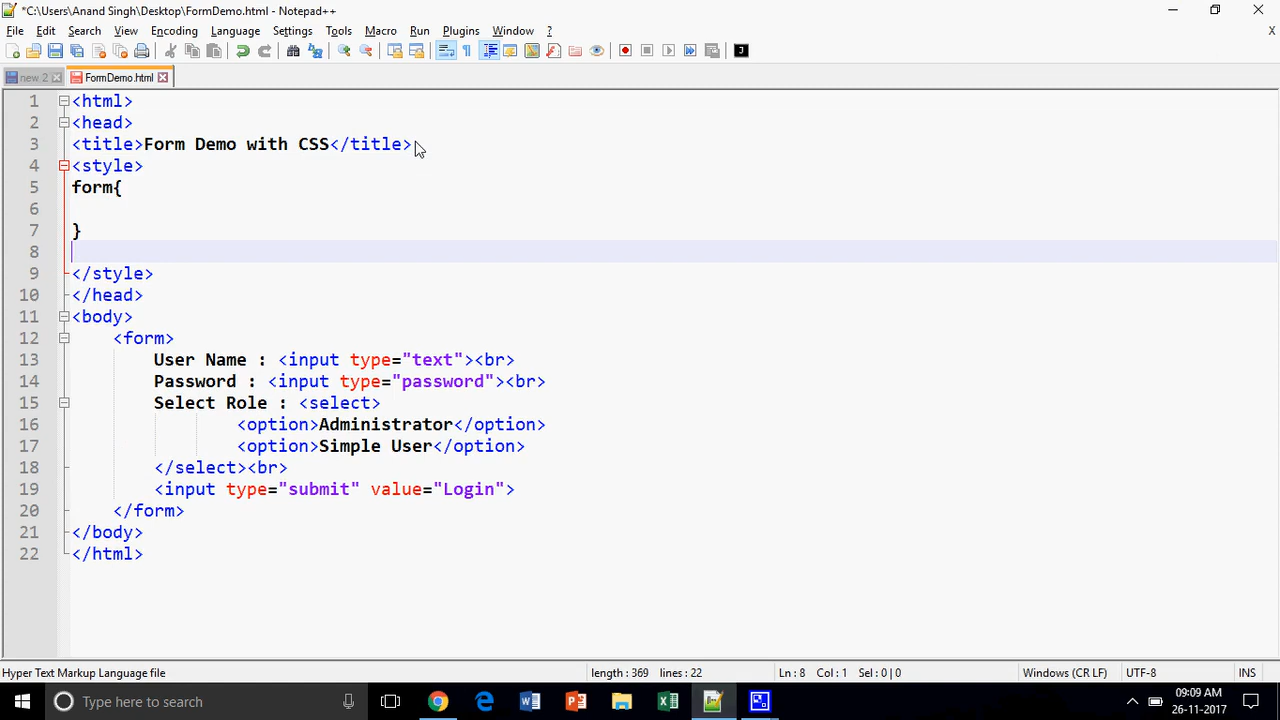 *C:\Users\Anand Singh\Desktop\FormDemo.html - Notepad++
File Edit Search View Encoding Language Settings Tools Macro Run Plugins Window ?
X
new 2 FormDemo.html
1 <html>
2 <head>
3 <title>Form Demo with CSS</title>
4 <style>
5 form{
6
7 }
8
9 </style>
10 </head>
11 <body>
12 <form>
13 User Name : <input type="text"><br>
14 Password : <input type="password"><br>
15 Select Role : <select>
16 <option>Administrator</option>
17 <option>Simple User</option>
18 </select><br>
19 <input type="submit" value="Login">
20 </form>
21 </body>
22 </html>
Hyper Text Markup Language file length : 369 lines : 22 Ln : 8 Col : 1 Sel : 0 | 0 Windows (CR LF) UTF-8 INS
Type here to search
09:09 AM
26-11-2017